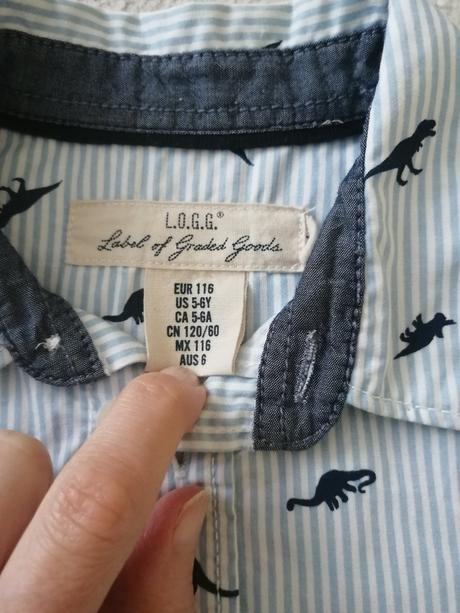 L.O.G.G.®
Label of Graded Goods
EUR 116
US 5-6Y
CA 5-6A
CN 120/60
MX 116
AUS 6